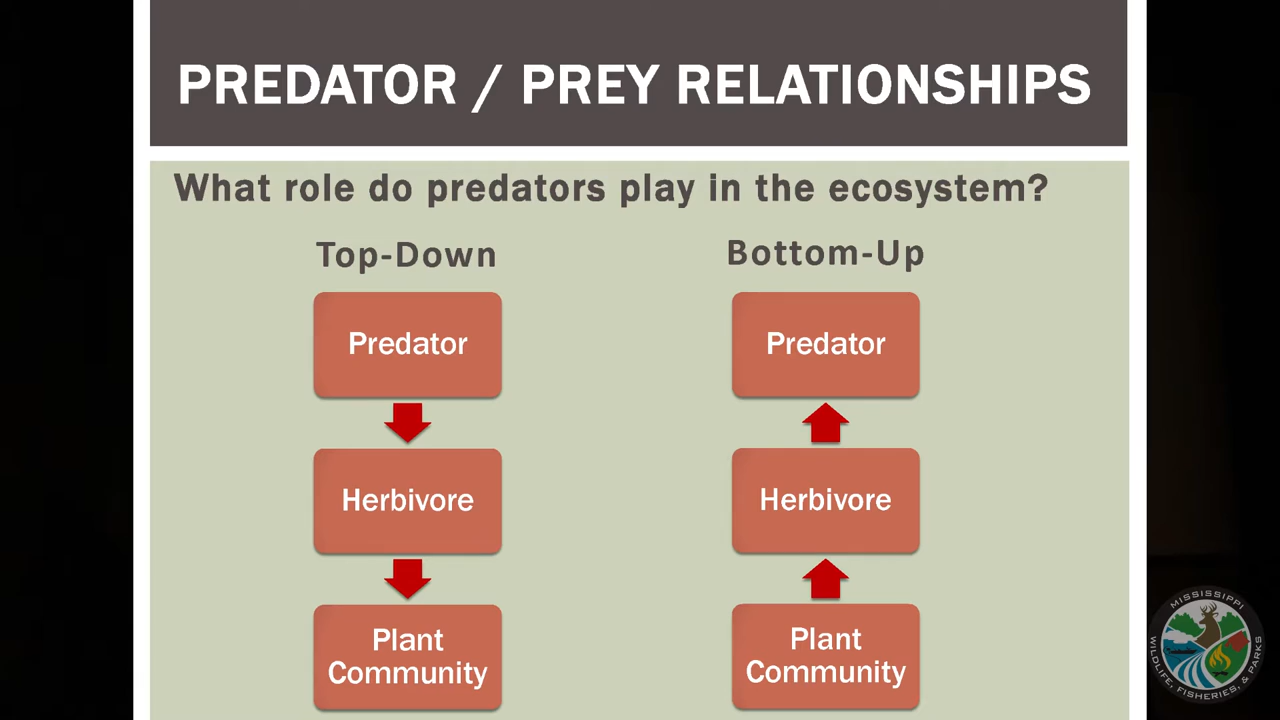 PREDATOR / PREY RELATIONSHIPS
What role do predators play in the ecosystem?
Top-Down
Predator
Herbivore
Plant
Community
Bottom-Up
Predator
Herbivore
Plant
Community
MISSISSIPPI
WILDLIFE, FISHERIES, & PARKS